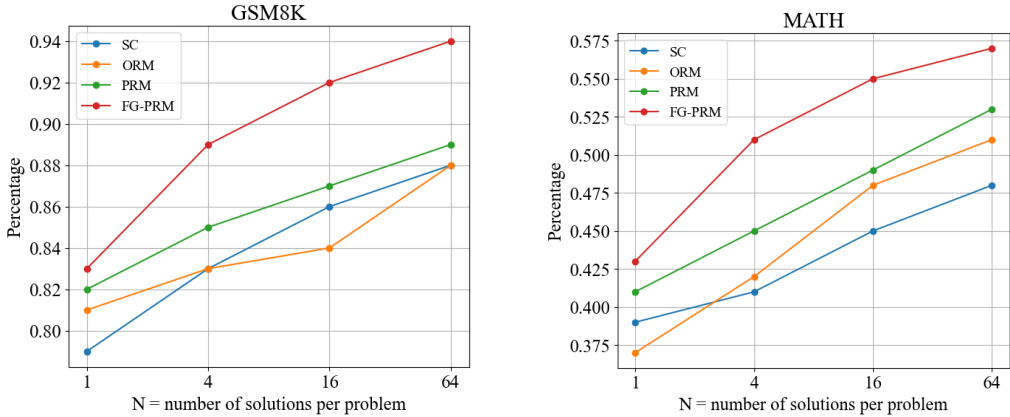 GSM8K
Percentage
0.94
0.92
0.90
0.88
0.86
0.84
0.82
0.80
SC
ORM
PRM
FG-PRM
1 4 16 64
N = number of solutions per problem
MATH
Percentage
0.575
0.550
0.525
0.500
0.475
0.450
0.425
0.400
0.375
SC
ORM
PRM
FG-PRM
1 4 16 64
N = number of solutions per problem